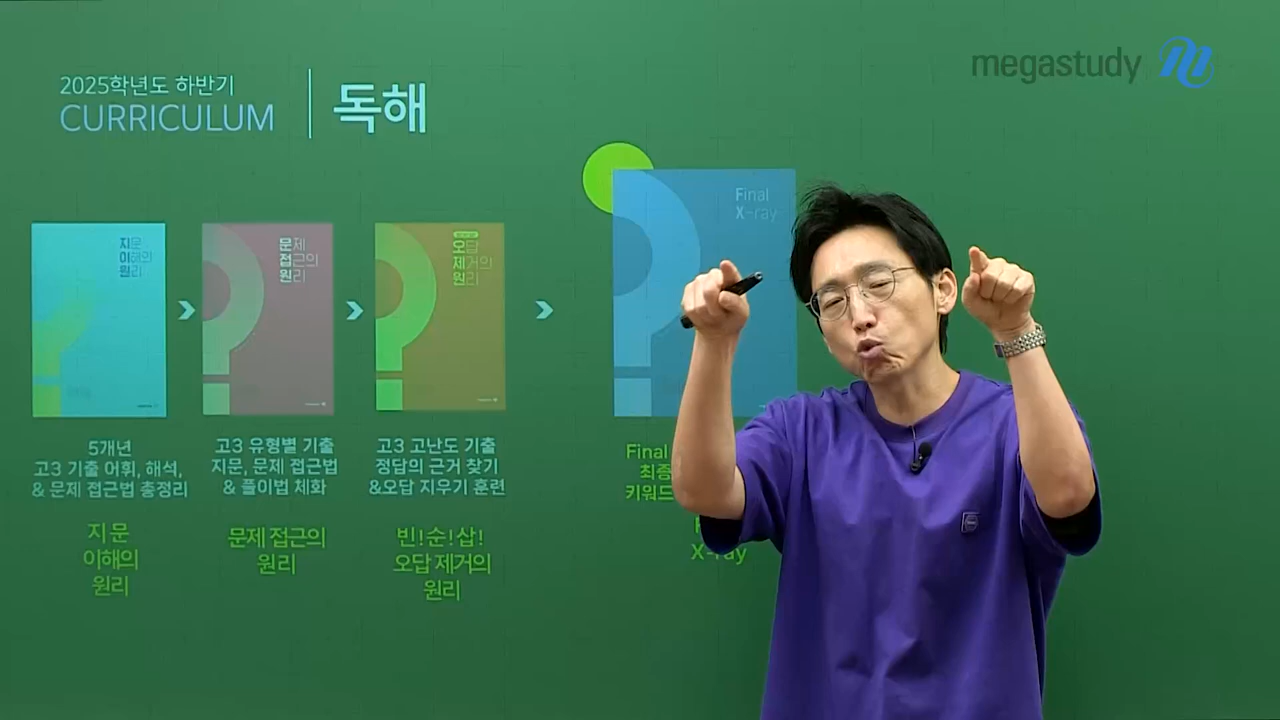 2025학년도 하반기
CURRICULUM
독해
megastudy
지문
이해의
원리
문제
접근의
원리
오답
제거의
원리
Final
X-ray
5개년
고3 기출 어휘, 해석,
& 문제 접근법 총정리
지문
이해의
원리
고3 유형별 기출
지문, 문제 접근법
& 풀이법 체화
문제 접근의
원리
고3 고난도 기출
정답의 근거 찾기
&오답 지우기 훈련
빈!순!삽!
오답 제거의
원리
Final
최종
키워드
X-ray